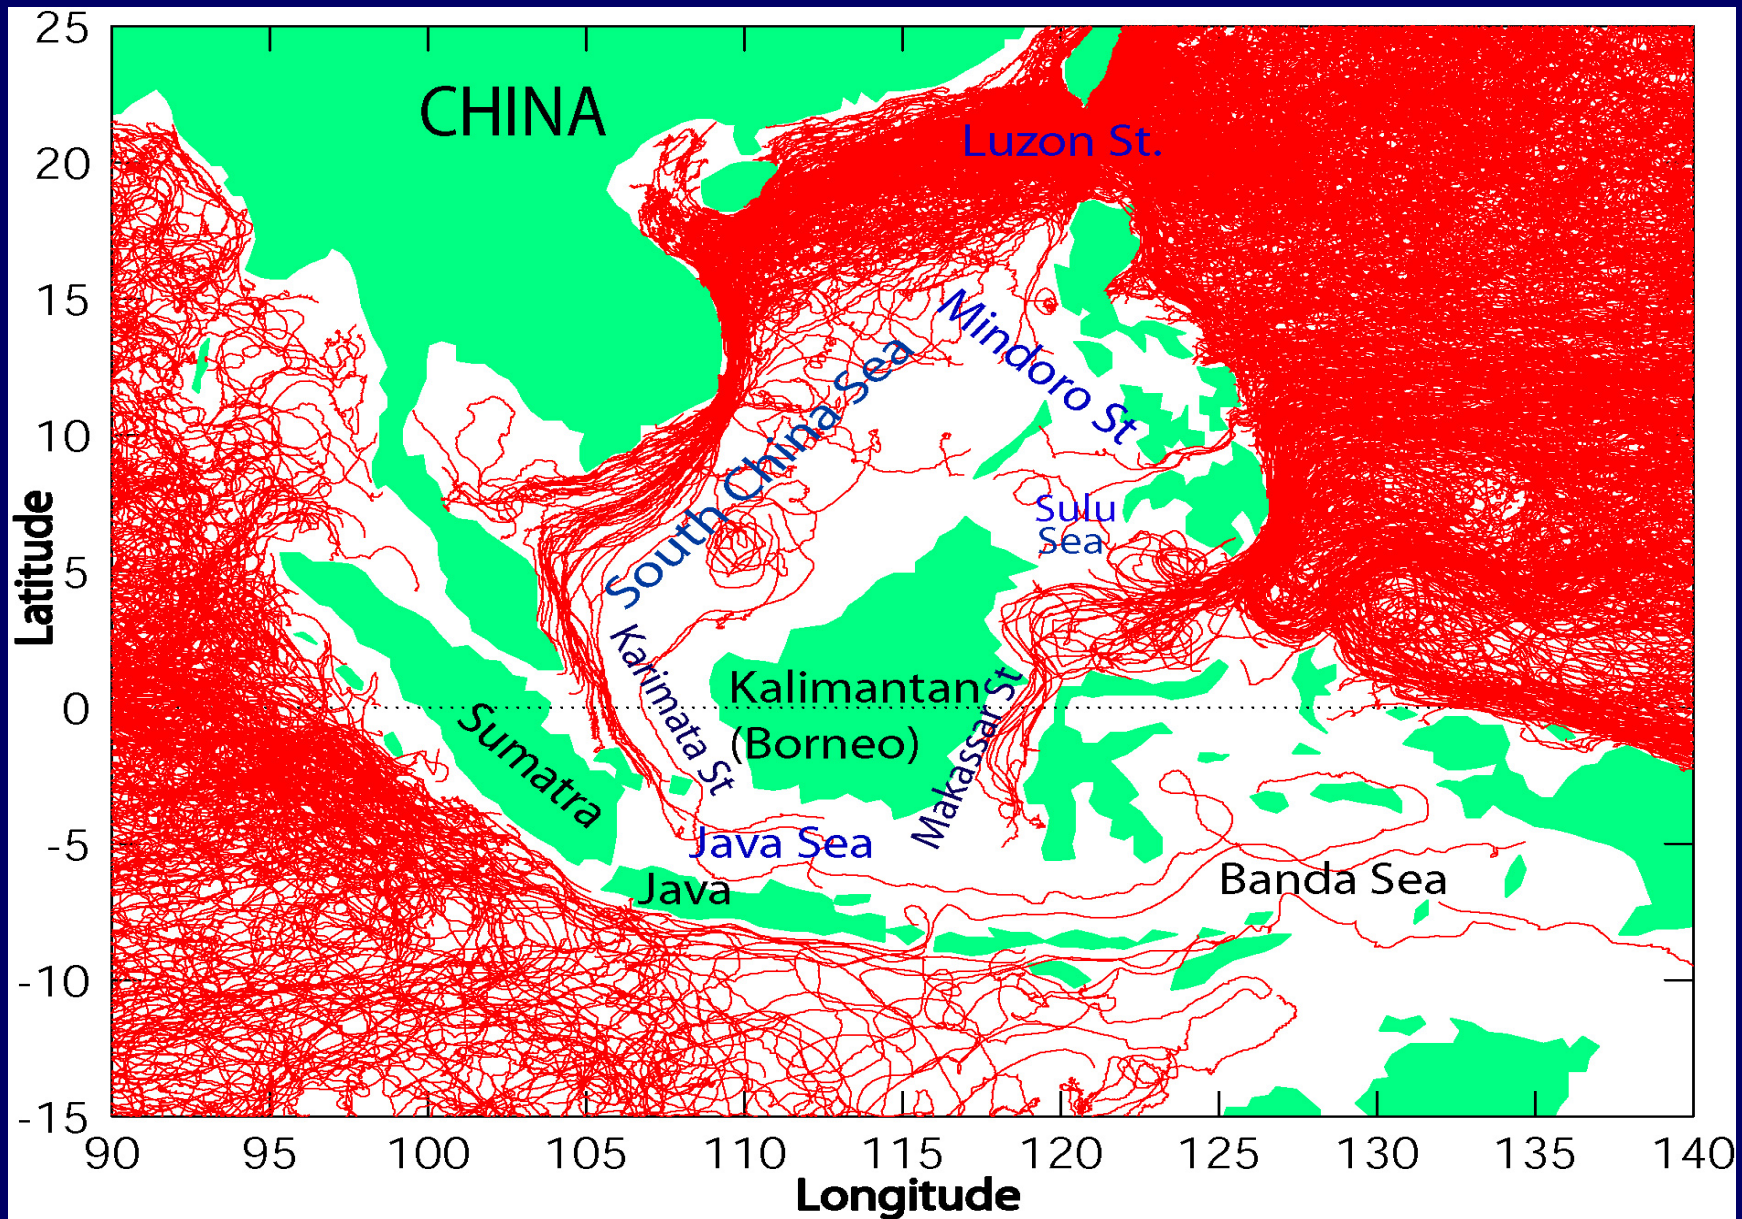 25
CHINA
Luzon St.
20
15
Mindoro St
South China Sea
10
Sulu
Sea
5
Latitude
Karimata St
Kalimantan
(Borneo)
Makassar St
0
Sumatra
Java Sea
-5
Java
Banda Sea
-10
-15
90 95 100 105 110 115 120 125 130 135 140
Longitude